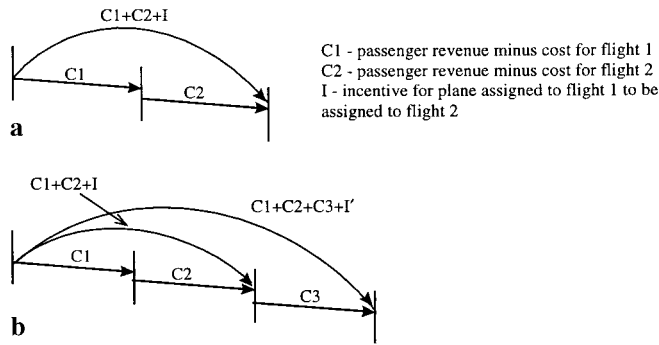 C1+C2+I
C1
C2
a
C1 - passenger revenue minus cost for flight 1
C2 - passenger revenue minus cost for flight 2
I - incentive for plane assigned to flight 1 to be
assigned to flight 2
C1+C2+I
C1+C2+C3+I'
C1
C2
C3
b